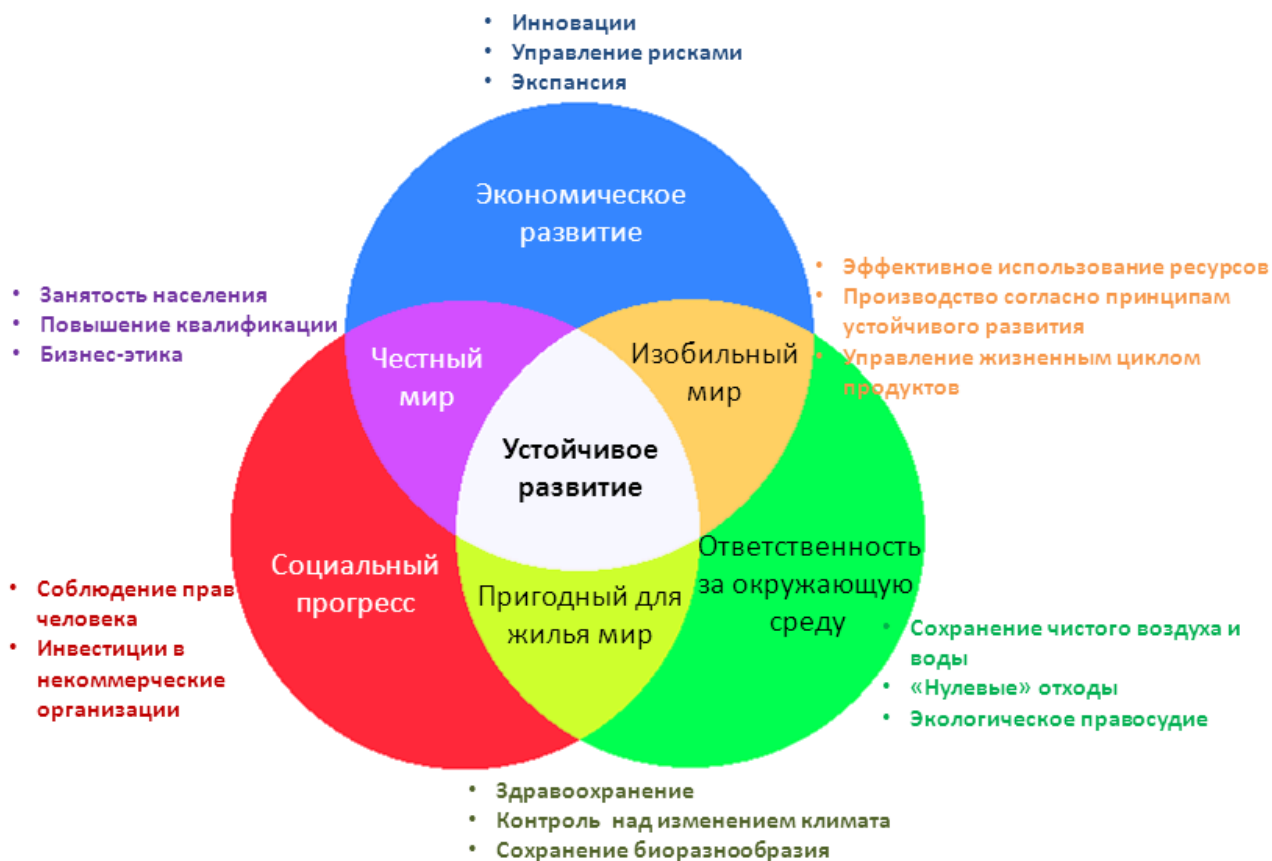 • Инновации
• Управление рисками
• Экспансия
Экономическое
развитие
• Занятость населения
• Повышение квалификации
• Бизнес-этика
• Эффективное использование ресурсов
• Производство согласно принципам
устойчивого развития
• Управление жизненным циклом
продуктов
Честный
мир
Изобильный
мир
Устойчивое
развитие
Социальный
прогресс
Пригодный для
жилья мир
Ответственность
за окружающую
среду
• Соблюдение прав
человека
• Инвестиции в
некоммерческие
организации
• Сохранение чистого воздуха и
воды
• «Нулевые» отходы
• Экологическое правосудие
• Здравоохранение
• Контроль  над изменением климата
• Сохранение биоразнообразия